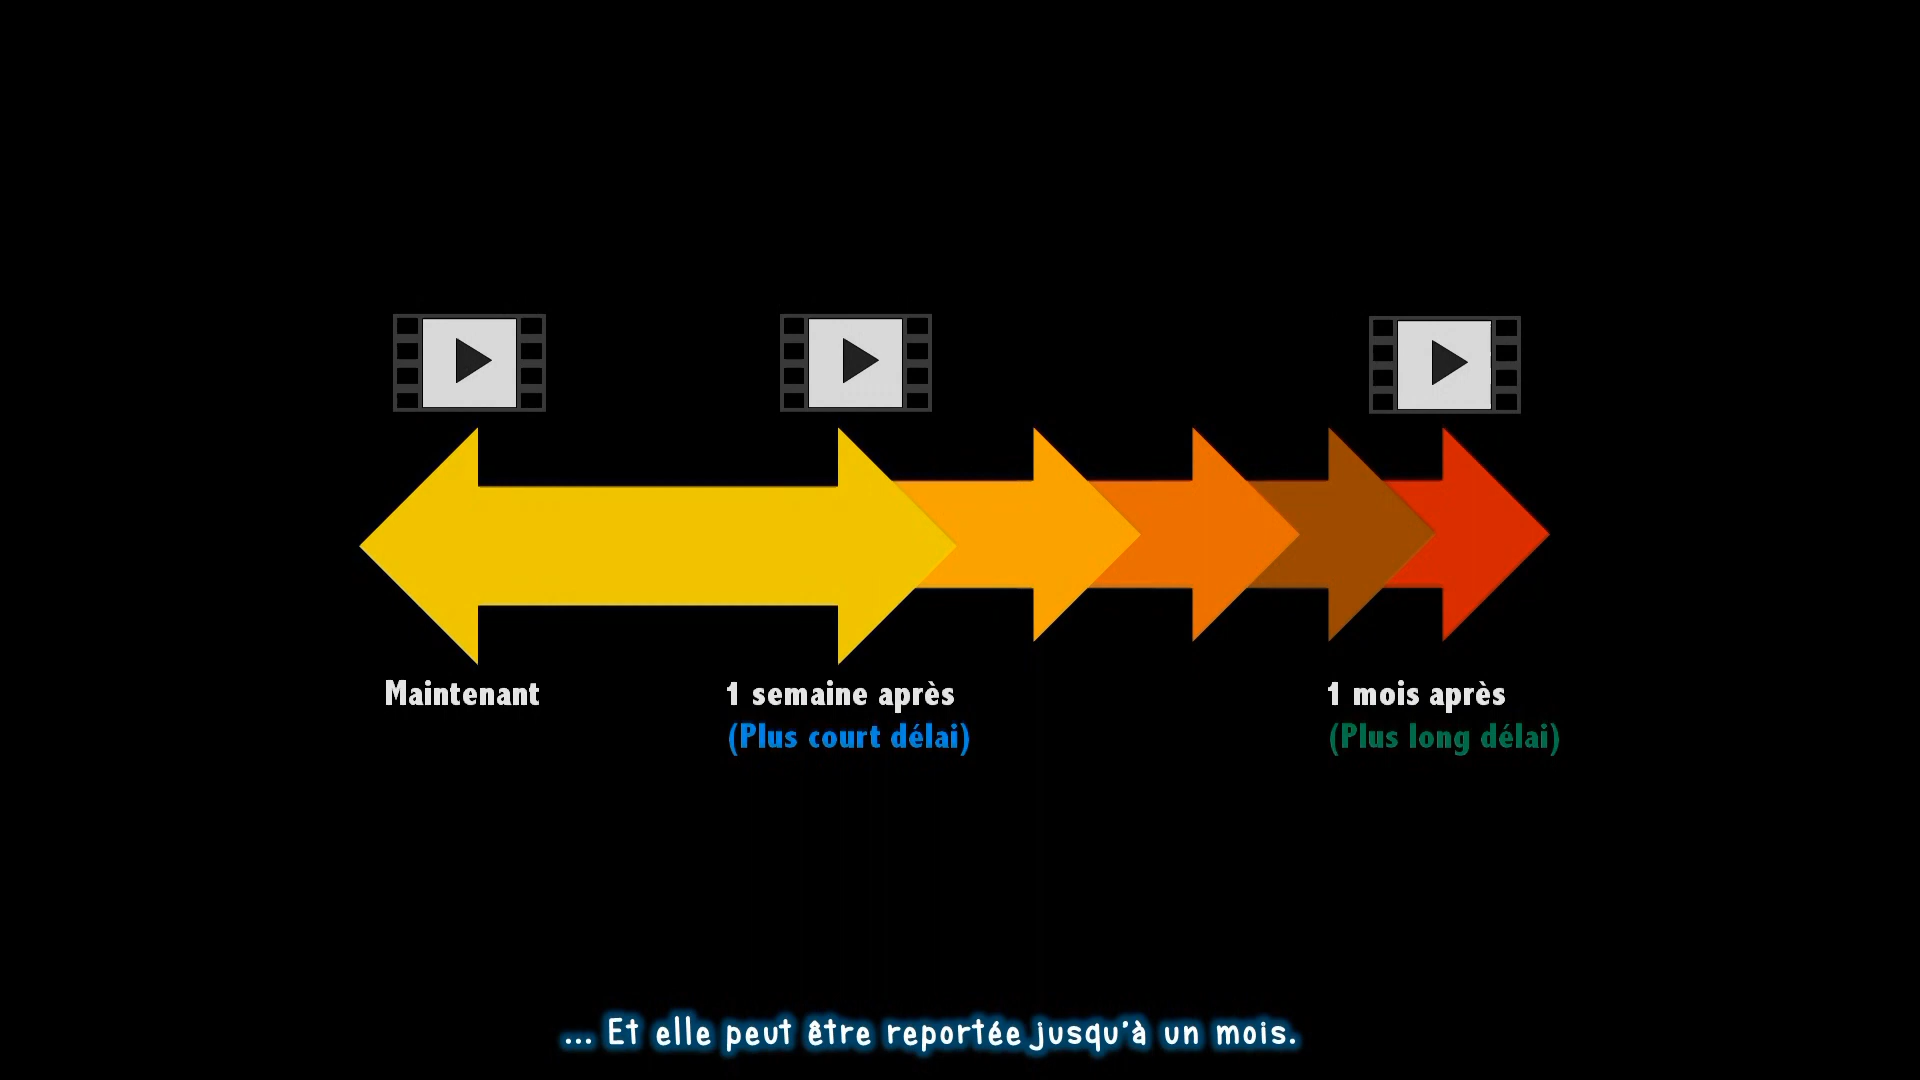 Maintenant
1 semaine après
(Plus court délai)
1 mois après
(Plus long délai)
... Et elle peut être reportée jusqu'à un mois.